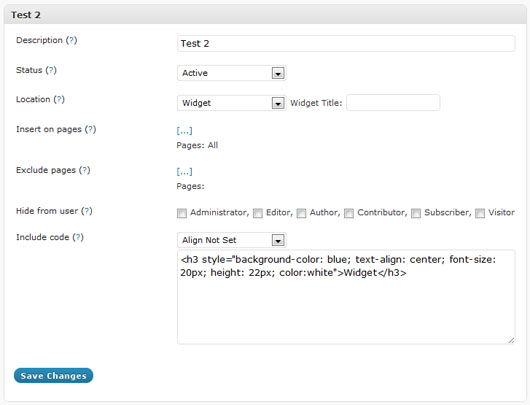 Test 2
Description (?) Test 2
Status (?) Active
Location (?) Widget Widget Title:
Insert on pages (?) [...]
Pages: All
Exclude pages (?) [...]
Pages:
Hide from user (?) Administrator, Editor, Author, Contributor, Subscriber, Visitor
Include code (?) Align Not Set
<h3 style="background-color: blue; text-align: center; font-size:
20px; height: 22px; color:white">Widget</h3>
Save Changes